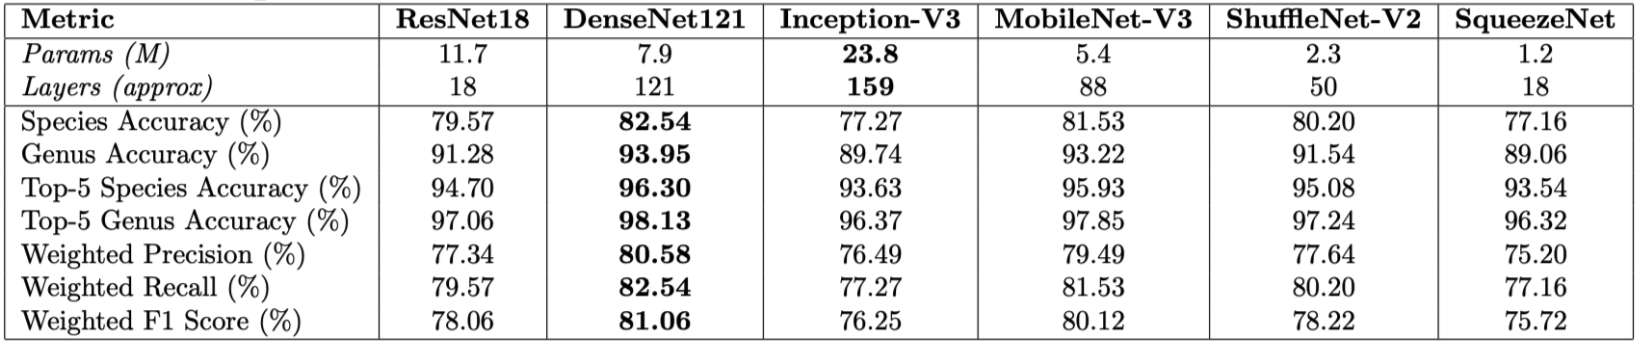 Metric ResNet18 DenseNet121 Inception-V3 MobileNet-V3 ShuffleNet-V2 SqueezeNet
Params (M) 11.7 7.9 23.8 5.4 2.3 1.2
Layers (approx) 18 121 159 88 50 18
Species Accuracy (%) 79.57 82.54 77.27 81.53 80.20 77.16
Genus Accuracy (%) 91.28 93.95 89.74 93.22 91.54 89.06
Top-5 Species Accuracy (%) 94.70 96.30 93.63 95.93 95.08 93.54
Top-5 Genus Accuracy (%) 97.06 98.13 96.37 97.85 97.24 96.32
Weighted Precision (%) 77.34 80.58 76.49 79.49 77.64 75.20
Weighted Recall (%) 79.57 82.54 77.27 81.53 80.20 77.16
Weighted F1 Score (%) 78.06 81.06 76.25 80.12 78.22 75.72